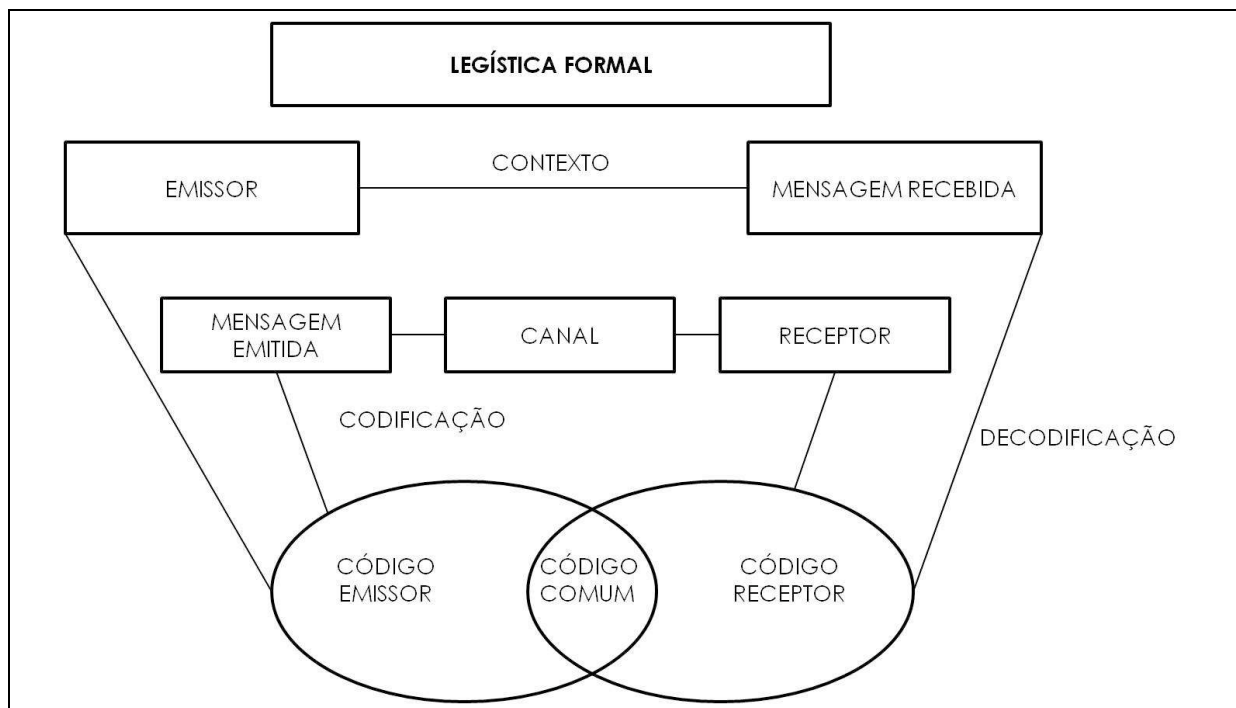 LEGÍSTICA FORMAL
CONTEXTO
EMISSOR
MENSAGEM RECEBIDA
MENSAGEM
EMITIDA
CANAL
RECEPTOR
CODIFICAÇÃO
DECODIFICAÇÃO
CÓDIGO
EMISSOR
CÓDIGO
COMUM
CÓDIGO
RECEPTOR